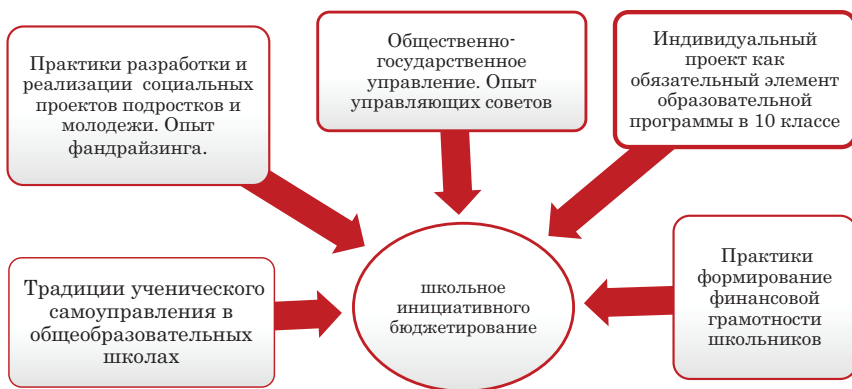 Практики разработки и
реализации социальных
проектов подростков и
молодежи. Опыт
фандрайзинга.
Общественно-
государственное
управление. Опыт
управляющих советов
Индивидуальный
проект как
обязательный элемент
образовательной
программы в 10 классе
Традиции ученического
самоуправления в
общеобразовательных
школах
школьное
инициативного
бюджетирование
Практики
формирование
финансовой
грамотности
школьников